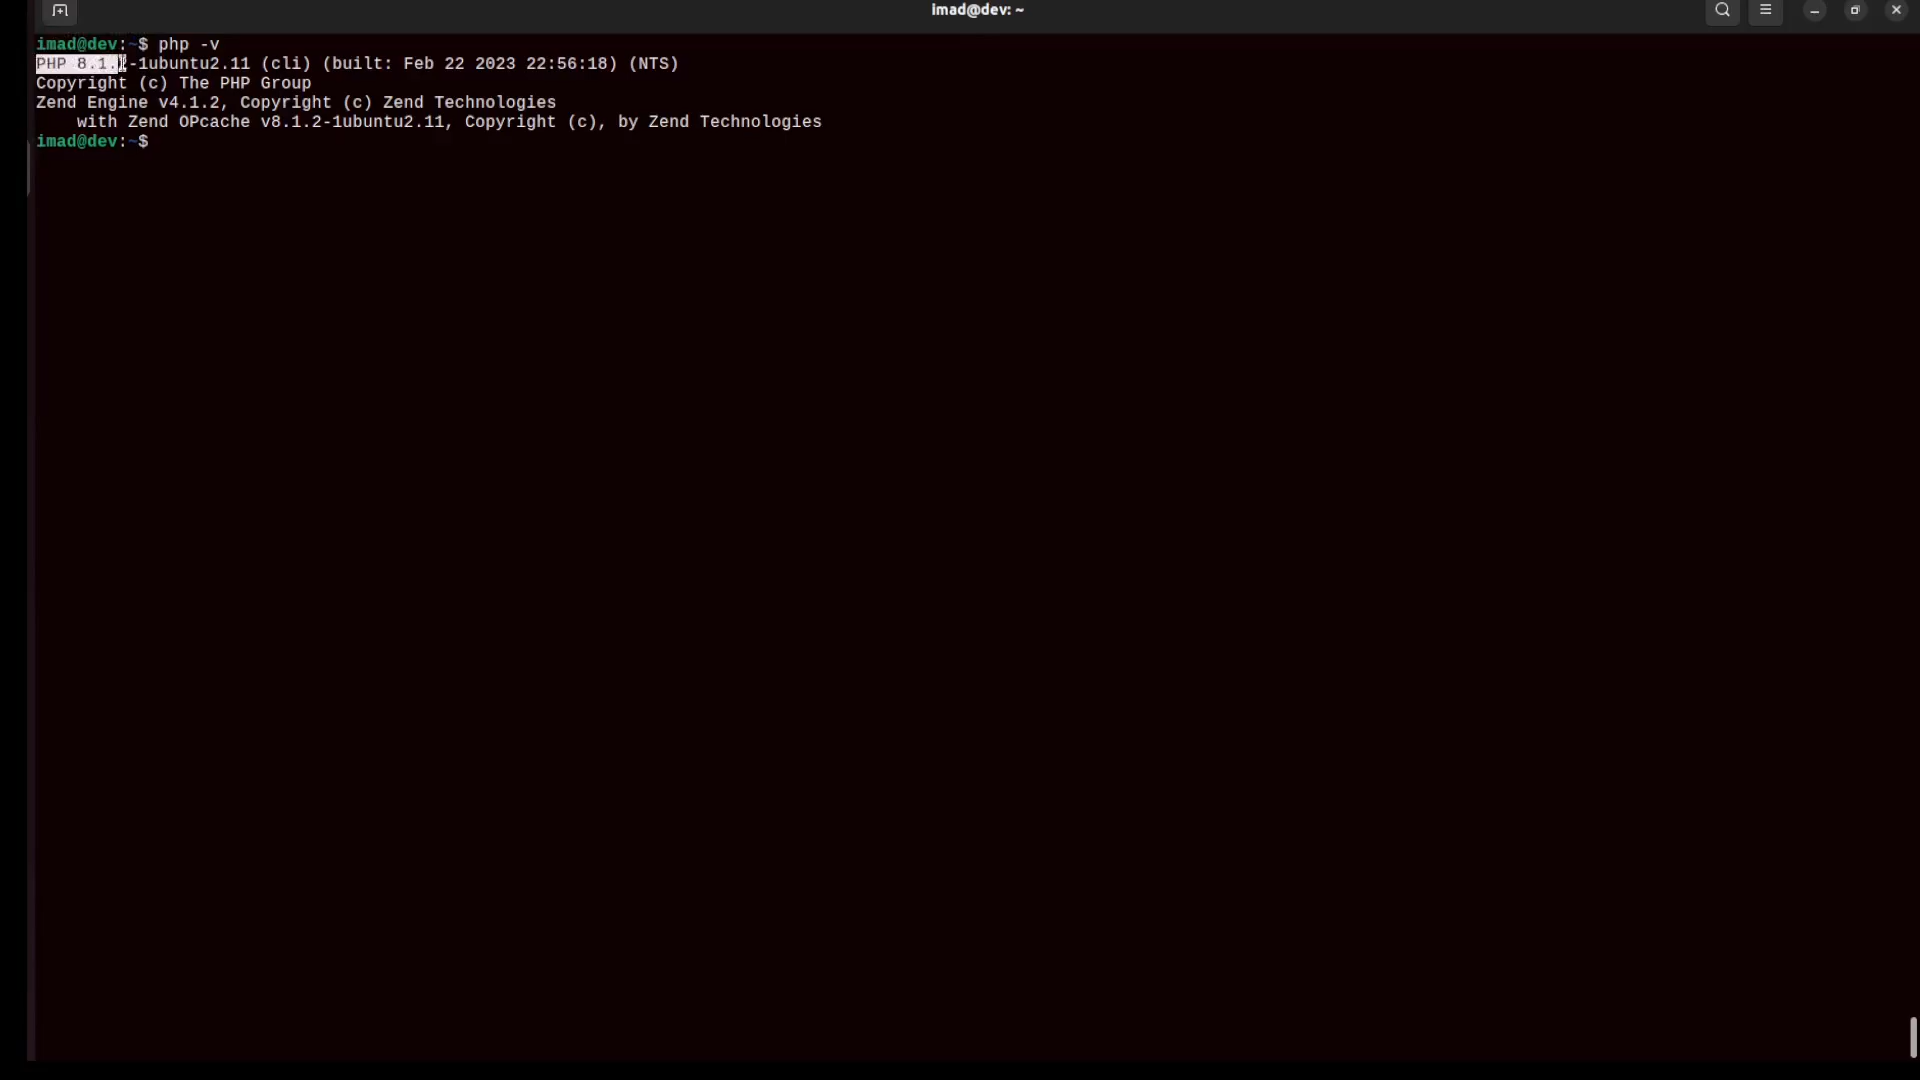 imad@dev: ~
imad@dev:~$ php -v
PHP 8.1.2-1ubuntu2.11 (cli) (built: Feb 22 2023 22:56:18) (NTS)
Copyright (c) The PHP Group
Zend Engine v4.1.2, Copyright (c) Zend Technologies
with Zend OPcache v8.1.2-1ubuntu2.11, Copyright (c), by Zend Technologies
imad@dev:~$